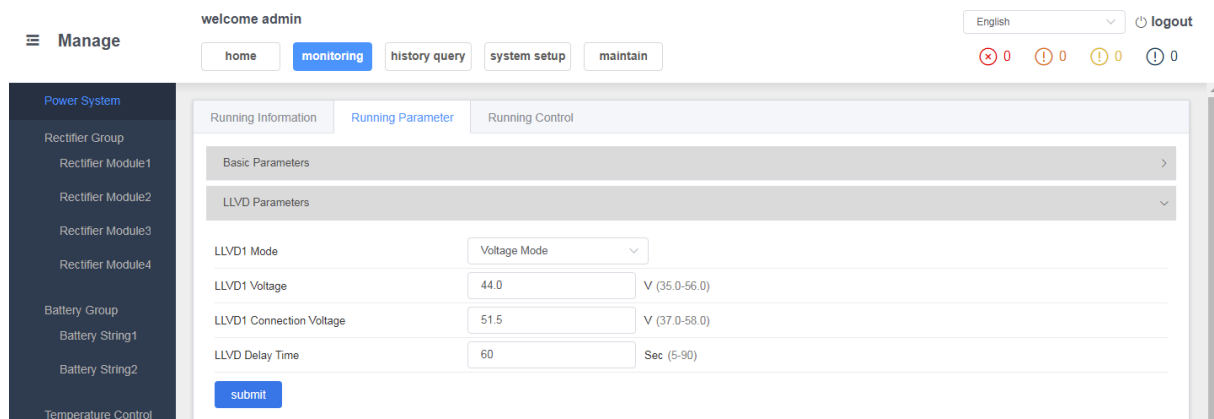 welcome admin
English
logout
Manage
home
monitoring
history query
system setup
maintain
0
0
0
0
Power System
Rectifier Group
Rectifier Module1
Rectifier Module2
Rectifier Module3
Rectifier Module4
Battery Group
Battery String1
Battery String2
Temperature Control
Running Information
Running Parameter
Running Control
Basic Parameters
LLVD Parameters
LLVD1 Mode Voltage Mode
LLVD1 Voltage 44.0 V (35.0-56.0)
LLVD1 Connection Voltage 51.5 V (37.0-58.0)
LLVD Delay Time 60 Sec (5-90)
submit